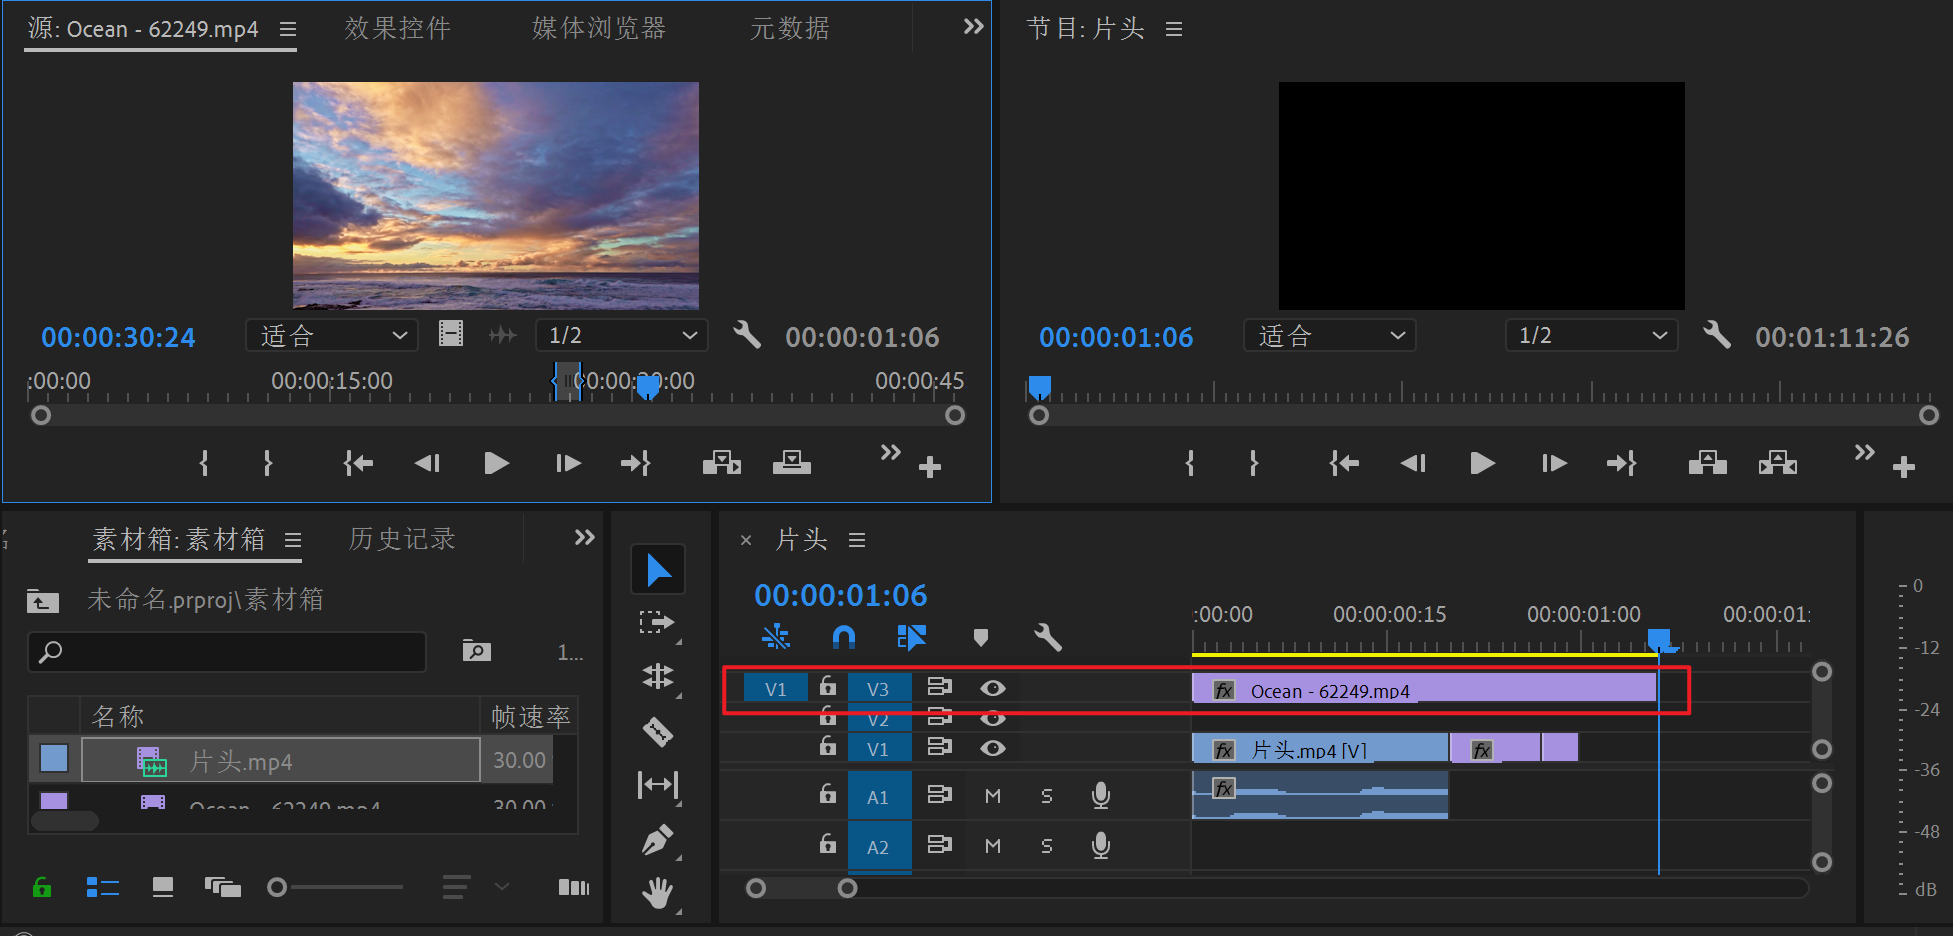 源: Ocean - 62249.mp4
效果控件
媒体浏览器
元数据
节目: 片头
00:00:30:24
适合
1/2
00:00:01:06
00:00:01:06
适合
1/2
00:01:11:26
:00:00
00:00:15:00
00:00:30:00
00:00:45
素材箱: 素材箱
历史记录
未命名.prproj\素材箱
1...
名称
帧速率
片头.mp4
30.00
Ocean - 62249.mp4
30.00
× 片头
00:00:01:06
:00:00
00:00:00:15
00:00:01:00
00:00:01:
V1
V3
fx Ocean - 62249.mp4
V2
V1
fx 片头.mp4 [V]
fx
A1
M
S
fx
A2
M
S
0
-12
-24
-36
-48
dB